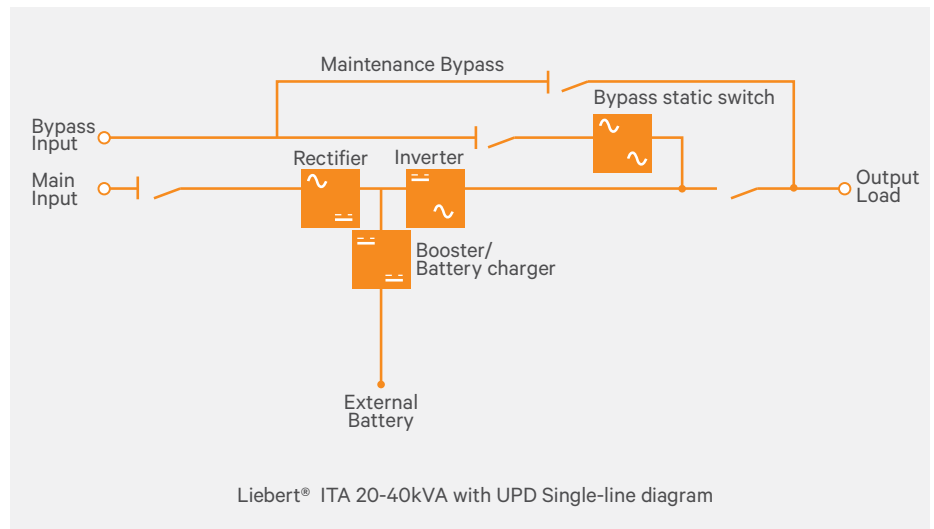 Maintenance Bypass
Bypass static switch
Bypass
Input
Rectifier
Inverter
Main
Input
Output
Load
Booster/
Battery charger
External
Battery
Liebert® ITA 20-40kVA with UPD Single-line diagram